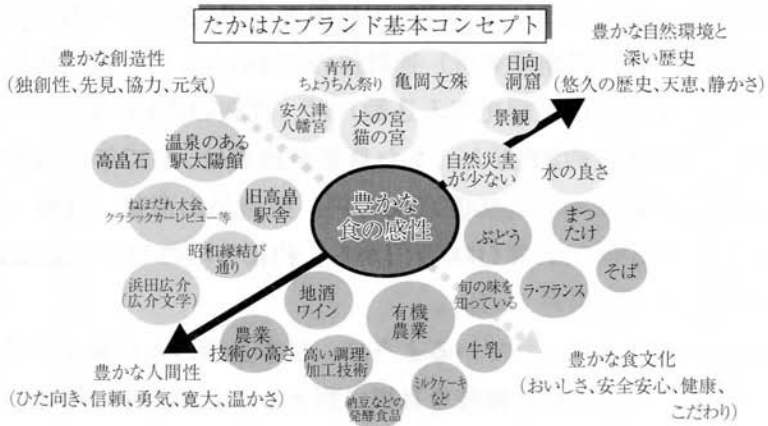 たかはたブランド基本コンセプト
豊かな創造性
(独創性、先見、協力、元気)
豊かな自然環境と
深い歴史
(悠久の歴史、天恵、静かさ)
青竹
ちょうちん祭り
亀岡文殊
日向
洞窟
安久津
八幡宮
犬の宮
猫の宮
景観
高畠石
温泉のある
駅太陽館
自然災害
が少ない
水の良さ
ねほだれ大会、
クラシックカーレビュー等
旧高畠
駅舎
豊かな
食の感性
ぶどう
まつ
たけ
昭和縁結び
通り
そば
浜田広介
(広介文学)
地酒
ワイン
有機
農業
旬の味を
知っている
ラ・フランス
農業
技術の高さ
高い調理・
加工技術
牛乳
納豆などの
発酵食品
ミルクケーキ
など
豊かな人間性
(ひた向き、信頼、勇気、寛大、温かさ)
豊かな食文化
(おいしさ、安全安心、健康、
こだわり)